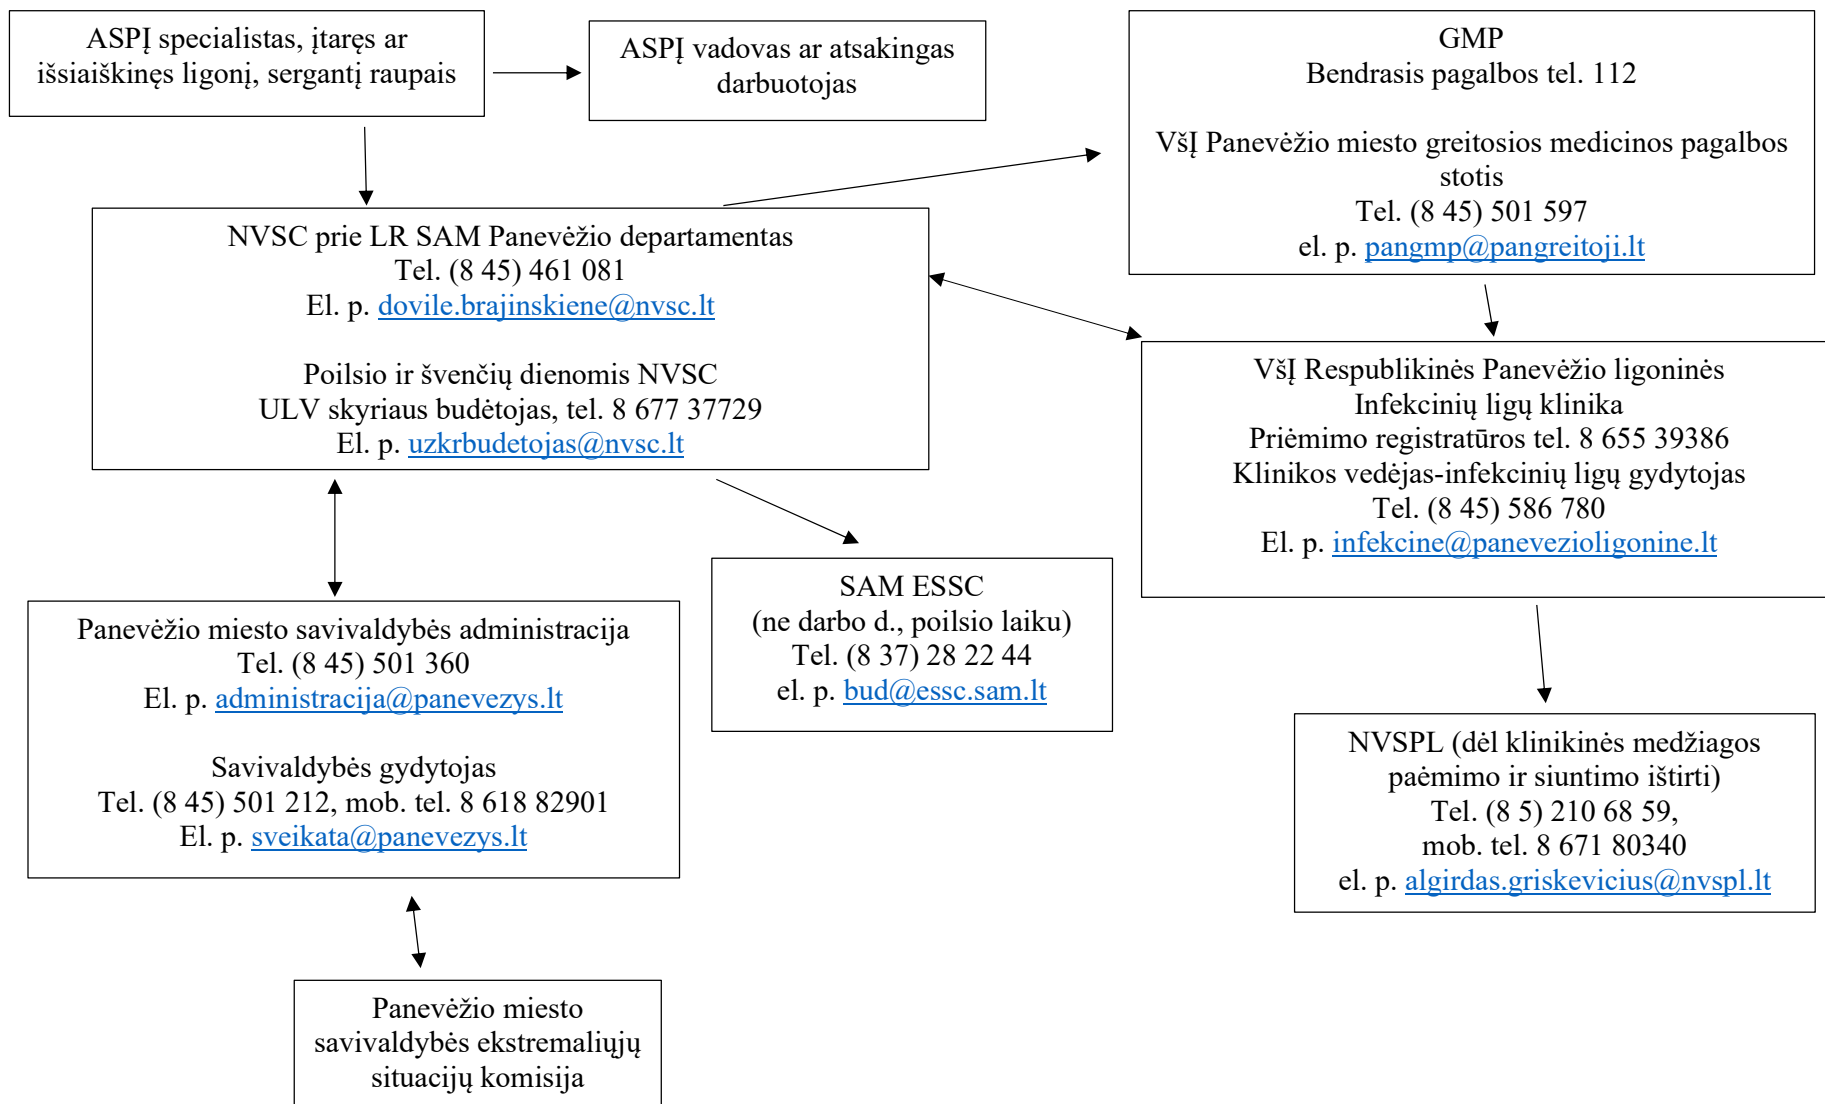 ASPĮ specialistas, įtaręs ar
išsiaiškinęs ligonį, sergantį raupais
ASPĮ vadovas ar atsakingas
darbuotojas
GMP
Bendrasis pagalbos tel. 112
VšĮ Panevėžio miesto greitosios medicinos pagalbos
stotis
Tel. (8 45) 501 597
el. p. pangmp@pangreitoji.lt
NVSC prie LR SAM Panevėžio departamentas
Tel. (8 45) 461 081
El. p. dovile.brajinskiene@nvsc.lt
Poilsio ir švenčių dienomis NVSC
ULV skyriaus budėtojas, tel. 8 677 37729
El. p. uzkrbudetojas@nvsc.lt
VšĮ Respublikinės Panevėžio ligoninės
Infekcinių ligų klinika
Priėmimo registratūros tel. 8 655 39386
Klinikos vedėjas-infekcinių ligų gydytojas
Tel. (8 45) 586 780
El. p. infekcine@panevezioligonine.lt
SAM ESSC
(ne darbo d., poilsio laiku)
Tel. (8 37) 28 22 44
el. p. bud@essc.sam.lt
Panevėžio miesto savivaldybės administracija
Tel. (8 45) 501 360
El. p. administracija@panevezys.lt
Savivaldybės gydytojas
Tel. (8 45) 501 212, mob. tel. 8 618 82901
El. p. sveikata@panevezys.lt
NVSPL (dėl klinikinės medžiagos
paėmimo ir siuntimo ištirti)
Tel. (8 5) 210 68 59,
mob. tel. 8 671 80340
el. p. algirdas.griskevicius@nvspl.lt
Panevėžio miesto
savivaldybės ekstremaliųjų
situacijų komisija